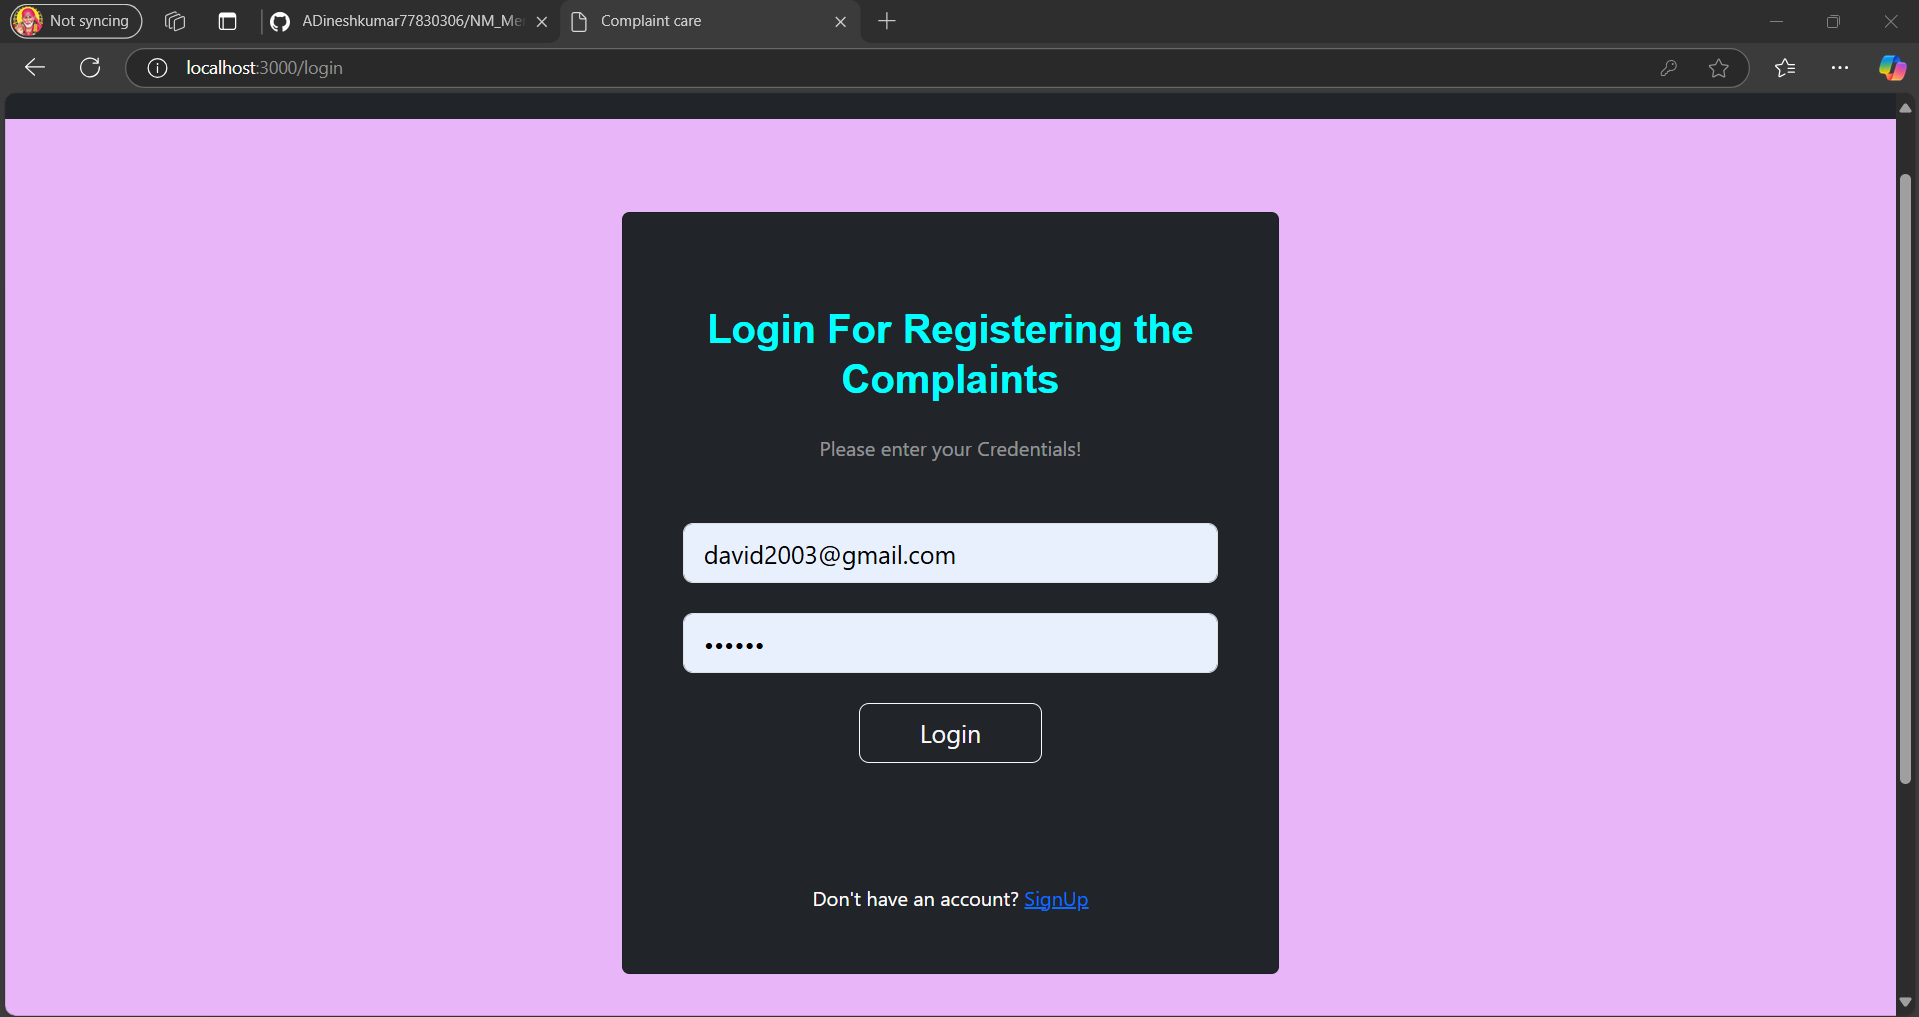 Not syncing
ADineshkumar77830306/NM_Me
Complaint care
localhost:3000/login
Login For Registering the
Complaints
Please enter your Credentials!
david2003@gmail.com
••••••
Login
Don't have an account? SignUp